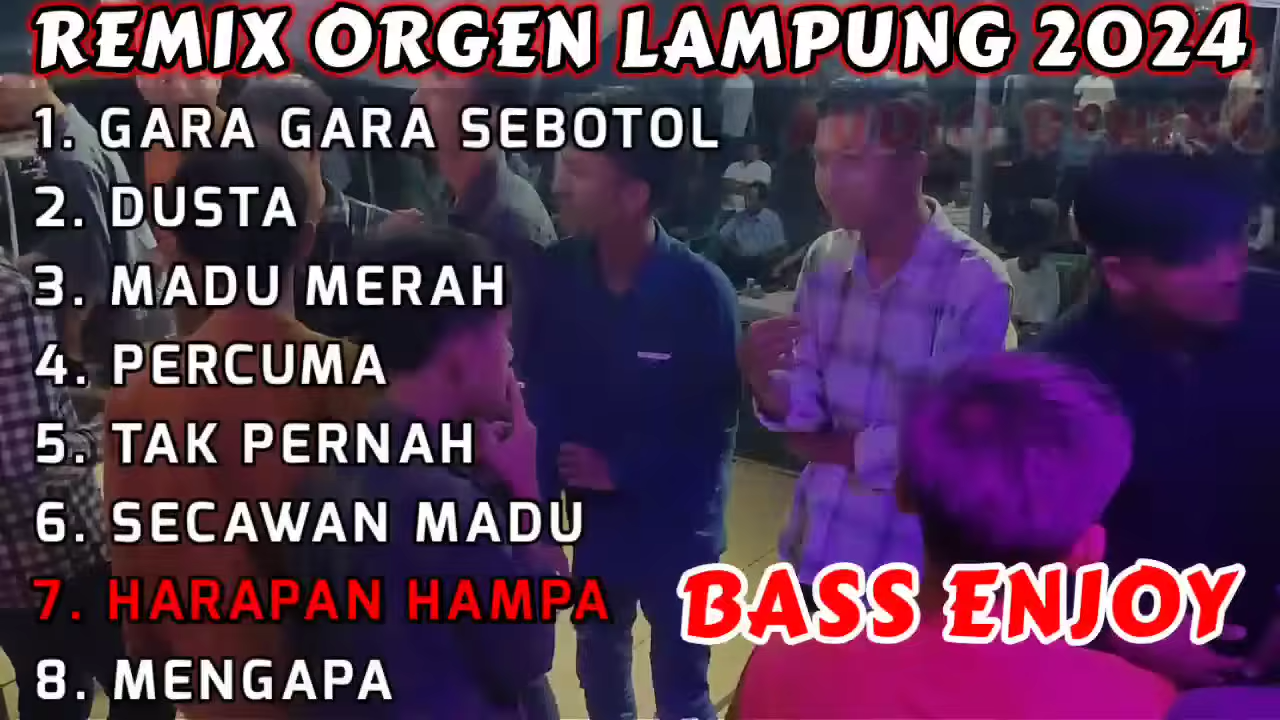 REMIX ORGEN LAMPUNG 2024
1. GARA GARA SEBOTOL
2. DUSTA
3. MADU MERAH
4. PERCUMA
5. TAK PERNAH
6. SECAWAN MADU
7. HARAPAN HAMPA
8. MENGAPA
BASS ENJOY